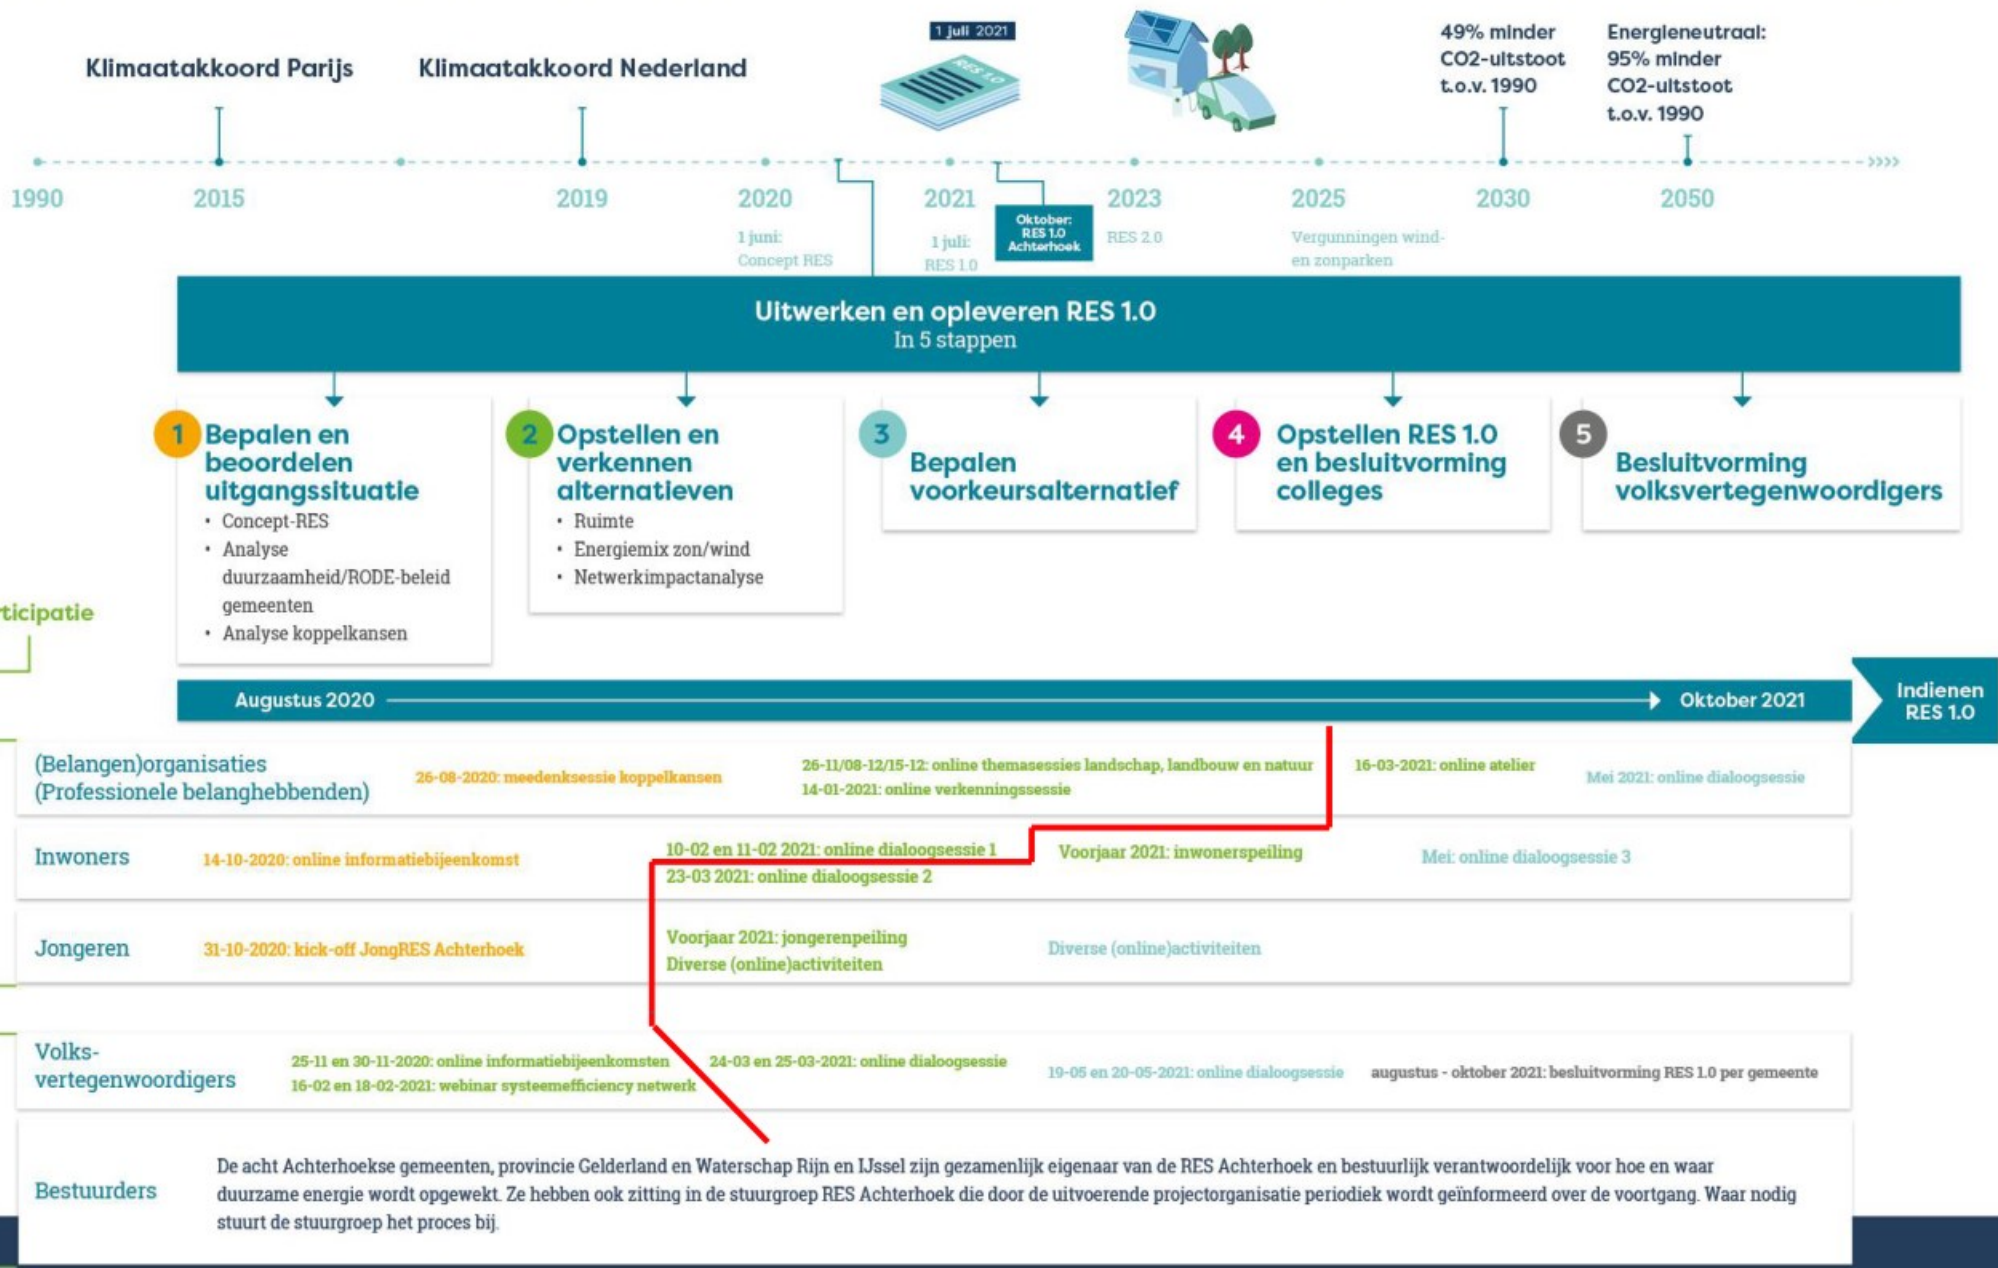 1 juli 2021
RES 1.0
Klimaatakkoord Parijs
Klimaatakkoord Nederland
49% minder
CO2-uitstoot
t.o.v. 1990
Energieneutraal:
95% minder
CO2-uitstoot
t.o.v. 1990
1990
2015
2019
2020
2021
2023
2025
2030
2050
1 juni:
Concept RES
1 juli:
RES 1.0
Oktober:
RES 1.0
Achterhoek
RES 2.0
Vergunningen wind-
en zonparken
Uitwerken en opleveren RES 1.0
In 5 stappen
1
Bepalen en
beoordelen
uitgangssituatie
• Concept-RES
• Analyse
duurzaamheid/RODE-beleid
gemeenten
• Analyse koppelkansen
2
Opstellen en
verkennen
alternatieven
• Ruimte
• Energiemix zon/wind
• Netwerkimpactanalyse
3
Bepalen
voorkeursalternatief
4
Opstellen RES 1.0
en besluitvorming
colleges
5
Besluitvorming
volksvertegenwoordigers
ticipatie
Augustus 2020
Oktober 2021
Indienen
RES 1.0
(Belangen)organisaties
(Professionele belanghebbenden)
26-08-2020: meedenksessie koppelkansen
26-11/08-12/15-12: online themasessies landschap, landbouw en natuur
14-01-2021: online verkenningssessie
16-03-2021: online atelier
Mei 2021: online dialoogsessie
Inwoners
14-10-2020: online informatiebijeenkomst
10-02 en 11-02 2021: online dialoogsessie 1
23-03 2021: online dialoogsessie 2
Voorjaar 2021: inwonerspeiling
Mei: online dialoogsessie 3
Jongeren
31-10-2020: kick-off JongRES Achterhoek
Voorjaar 2021: jongerenpeiling
Diverse (online)activiteiten
Diverse (online)activiteiten
Volks-
vertegenwoordigers
25-11 en 30-11-2020: online informatiebijeenkomsten
16-02 en 18-02-2021: webinar systeemefficiency netwerk
24-03 en 25-03-2021: online dialoogsessie
19-05 en 20-05-2021: online dialoogsessie
augustus - oktober 2021: besluitvorming RES 1.0 per gemeente
Bestuurders
De acht Achterhoekse gemeenten, provincie Gelderland en Waterschap Rijn en IJssel zijn gezamenlijk eigenaar van de RES Achterhoek en bestuurlijk verantwoordelijk voor hoe en waar
duurzame energie wordt opgewekt. Ze hebben ook zitting in de stuurgroep RES Achterhoek die door de uitvoerende projectorganisatie periodiek wordt geïnformeerd over de voortgang. Waar nodig
stuurt de stuurgroep het proces bij.